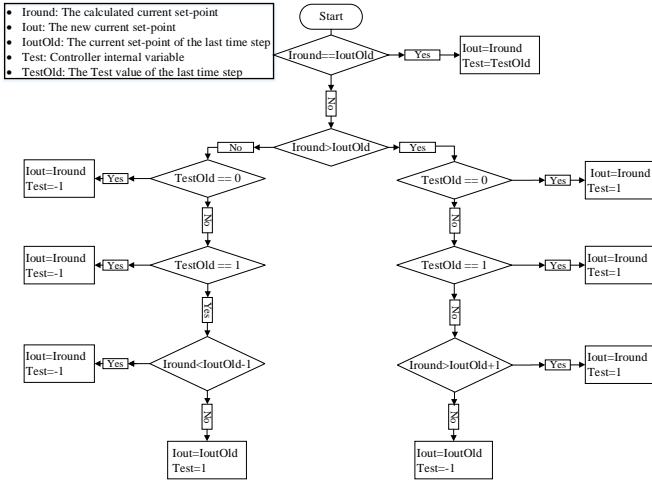 • Iround: The calculated current set-point
• Iout: The new current set-point
• IoutOld: The current set-point of the last time step
• Test: Controller internal variable
• TestOld: The Test value of the last time step
Start
Iround==IoutOld
Yes
Iout=Iround
Test=TestOld
No
Iround>IoutOld
No
Yes
TestOld == 0
Yes
Iout=Iround
Test=-1
No
TestOld == 1
Yes
Iout=Iround
Test=-1
Yes
Iround<IoutOld-1
Yes
Iout=Iround
Test=-1
No
Iout=IoutOld
Test=1
TestOld == 0
Yes
Iout=Iround
Test=1
No
TestOld == 1
Yes
Iout=Iround
Test=1
No
Iround>IoutOld+1
Yes
Iout=Iround
Test=1
No
Iout=IoutOld
Test=-1